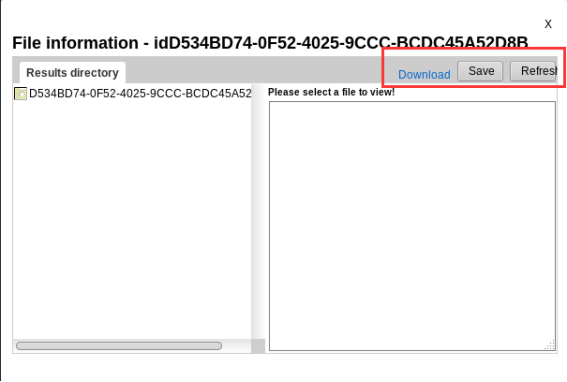 x
File information - idD534BD74-0F52-4025-9CCC-BCDC45A52D8B
Results directory
Download Save Refresh
D534BD74-0F52-4025-9CCC-BCDC45A52
Please select a file to view!